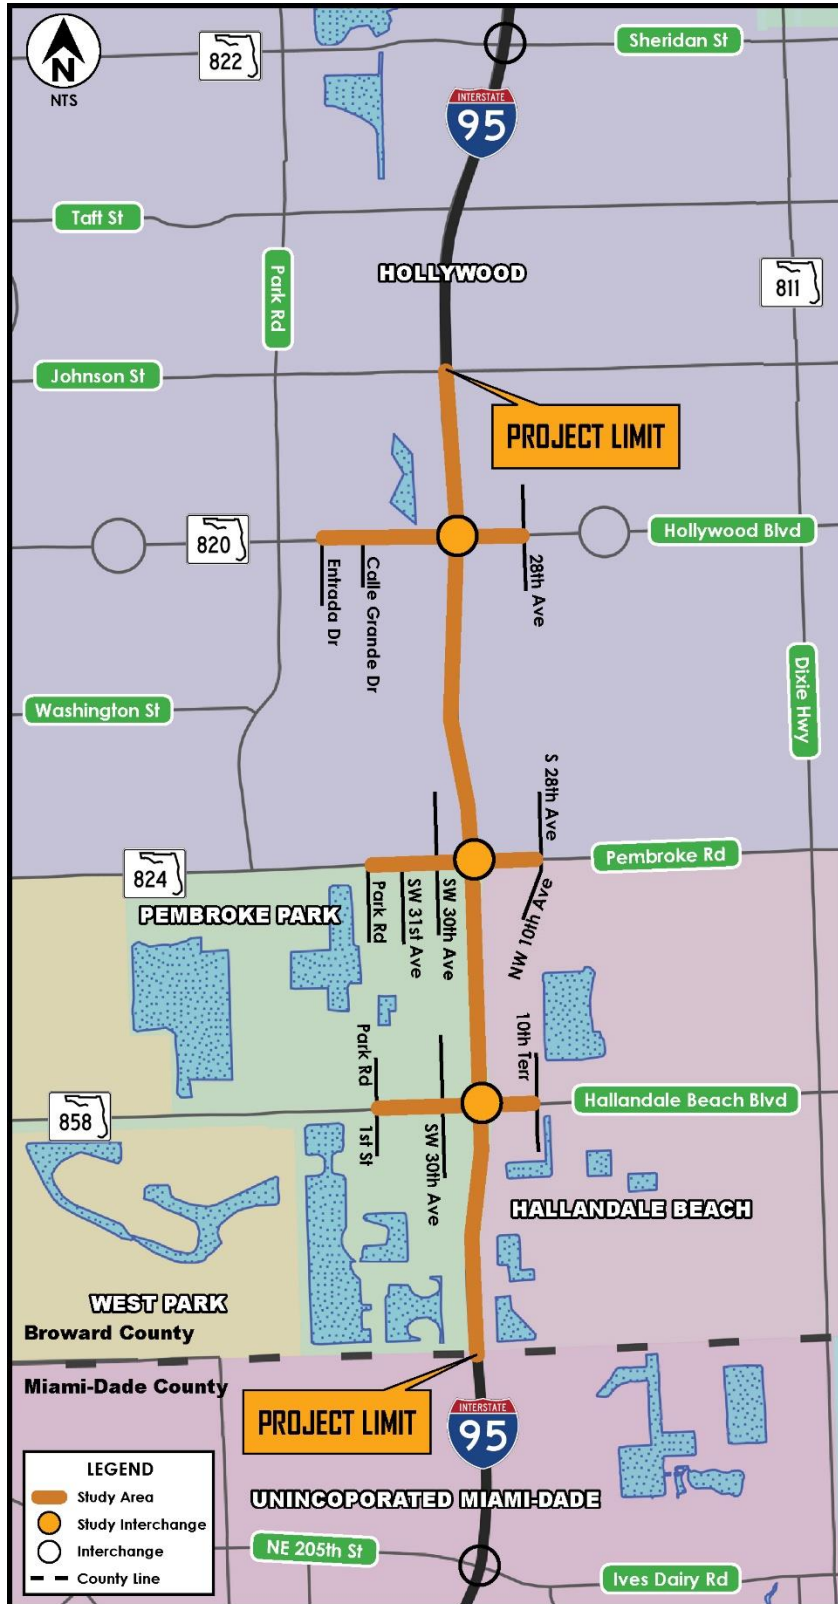 Sheridan St
822
N
NTS
INTERSTATE
95
Taft St
Park Rd
HOLLYWOOD
811
Johnson St
PROJECT LIMIT
820
Hollywood Blvd
Entrada Dr
Calle Grande Dr
28th Ave
Dixie Hwy
Washington St
S 28th Ave
824
Pembroke Rd
Park Rd
SW 31st Ave
SW 30th Ave
NW 10th Ave
PEMBROKE PARK
Park Rd
10th Terr
858
Hallandale Beach Blvd
1st St
SW 30th Ave
HALLANDALE BEACH
WEST PARK
Broward County
Miami-Dade County
PROJECT LIMIT
INTERSTATE
95
LEGEND
Study Area
Study Interchange
Interchange
County Line
UNINCOPORATED MIAMI-DADE
NE 205th St
Ives Dairy Rd